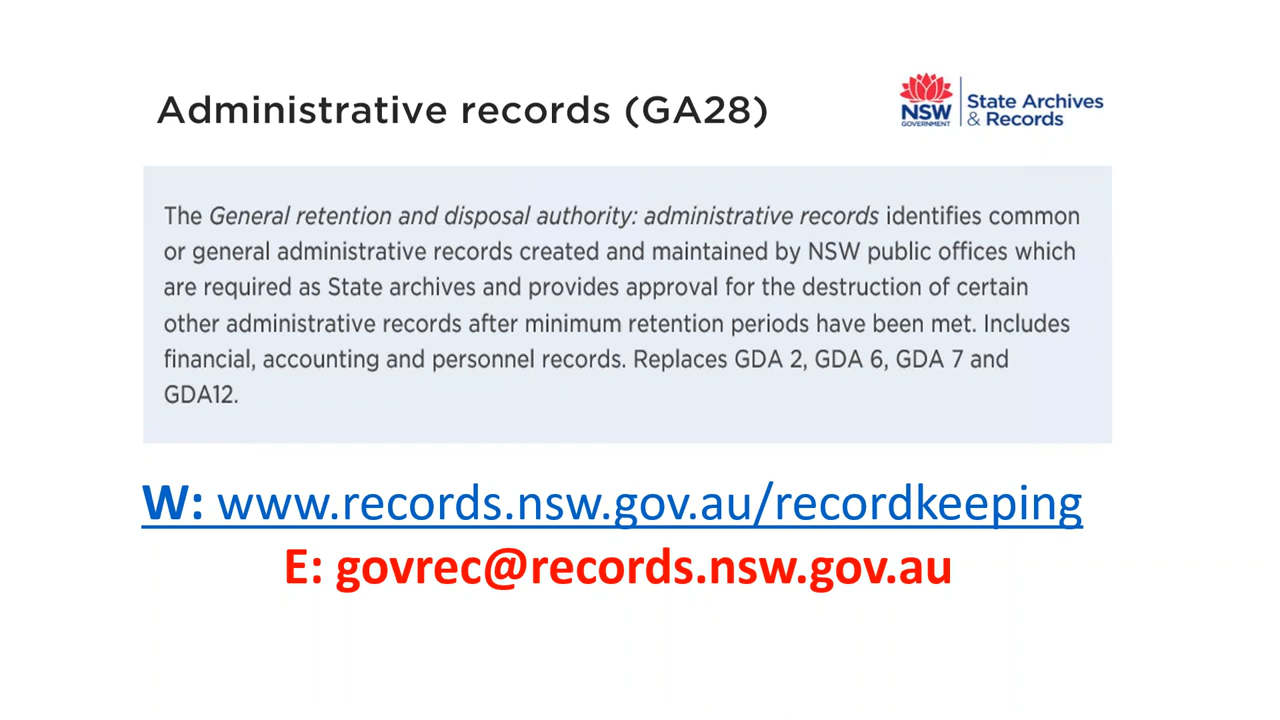 Administrative records (GA28)
NSW
GOVERNMENT
State Archives
& Records
The General retention and disposal authority: administrative records identifies common
or general administrative records created and maintained by NSW public offices which
are required as State archives and provides approval for the destruction of certain
other administrative records after minimum retention periods have been met. Includes
financial, accounting and personnel records. Replaces GDA 2, GDA 6, GDA 7 and
GDA12.
W: www.records.nsw.gov.au/recordkeeping
E: govrec@records.nsw.gov.au